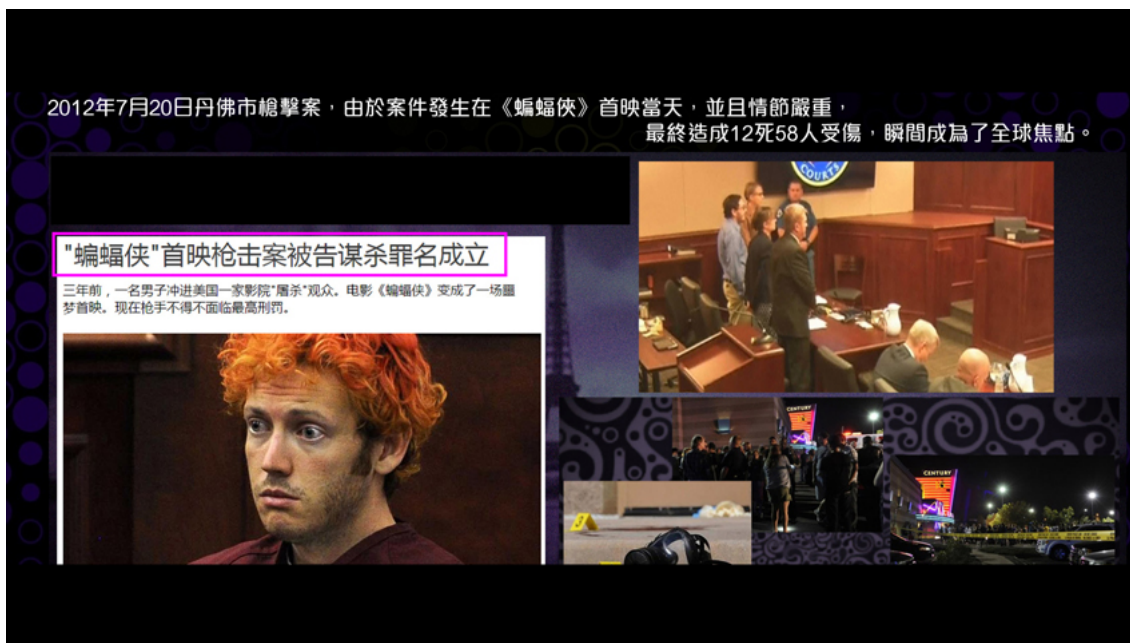 2012年7月20日丹佛市槍擊案，由於案件發生在《蝙蝠俠》首映當天，並且情節嚴重，
最終造成12死58人受傷，瞬間成為了全球焦點。
"蝙蝠侠"首映枪击案被告谋杀罪名成立
三年前，一名男子冲进美国一家影院"屠杀"观众。电影《蝙蝠侠》变成了一场噩
梦首映。现在枪手不得不面临最高刑罚。
COURTS
CENTURY
CENTURY
3